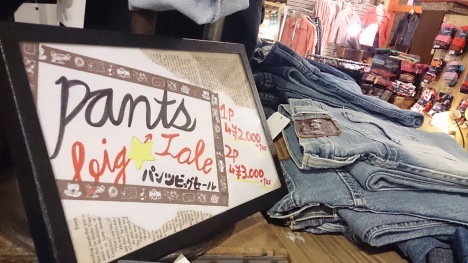 pants
big Iale
パンツビッグセール
1P
↳¥2,000
+tax
2P
↳¥3,000
+tax